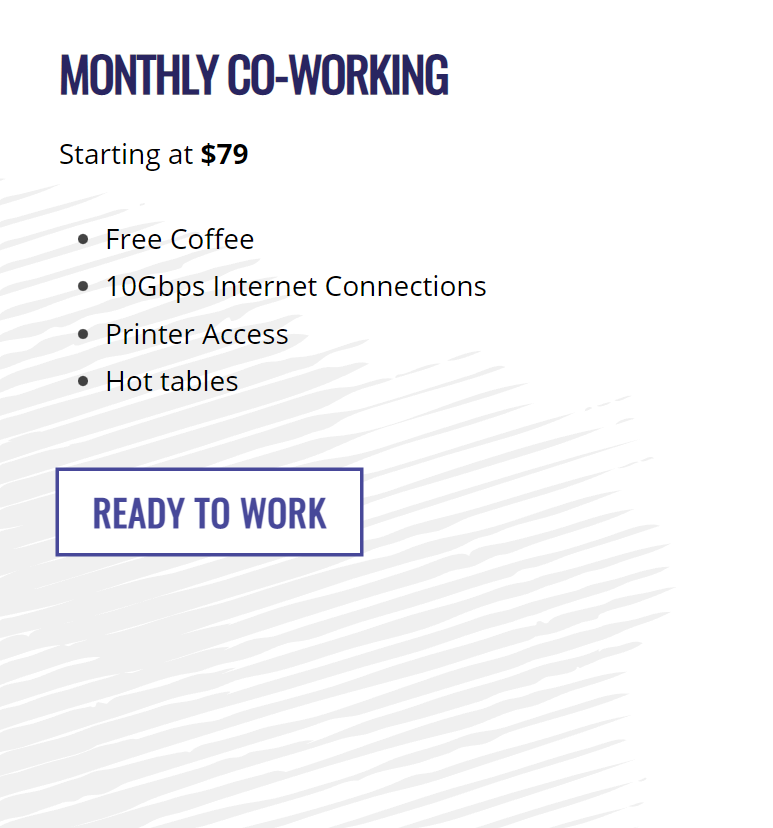 MONTHLY CO-WORKING
Starting at $79
Free Coffee
10Gbps Internet Connections
Printer Access
Hot tables
READY TO WORK